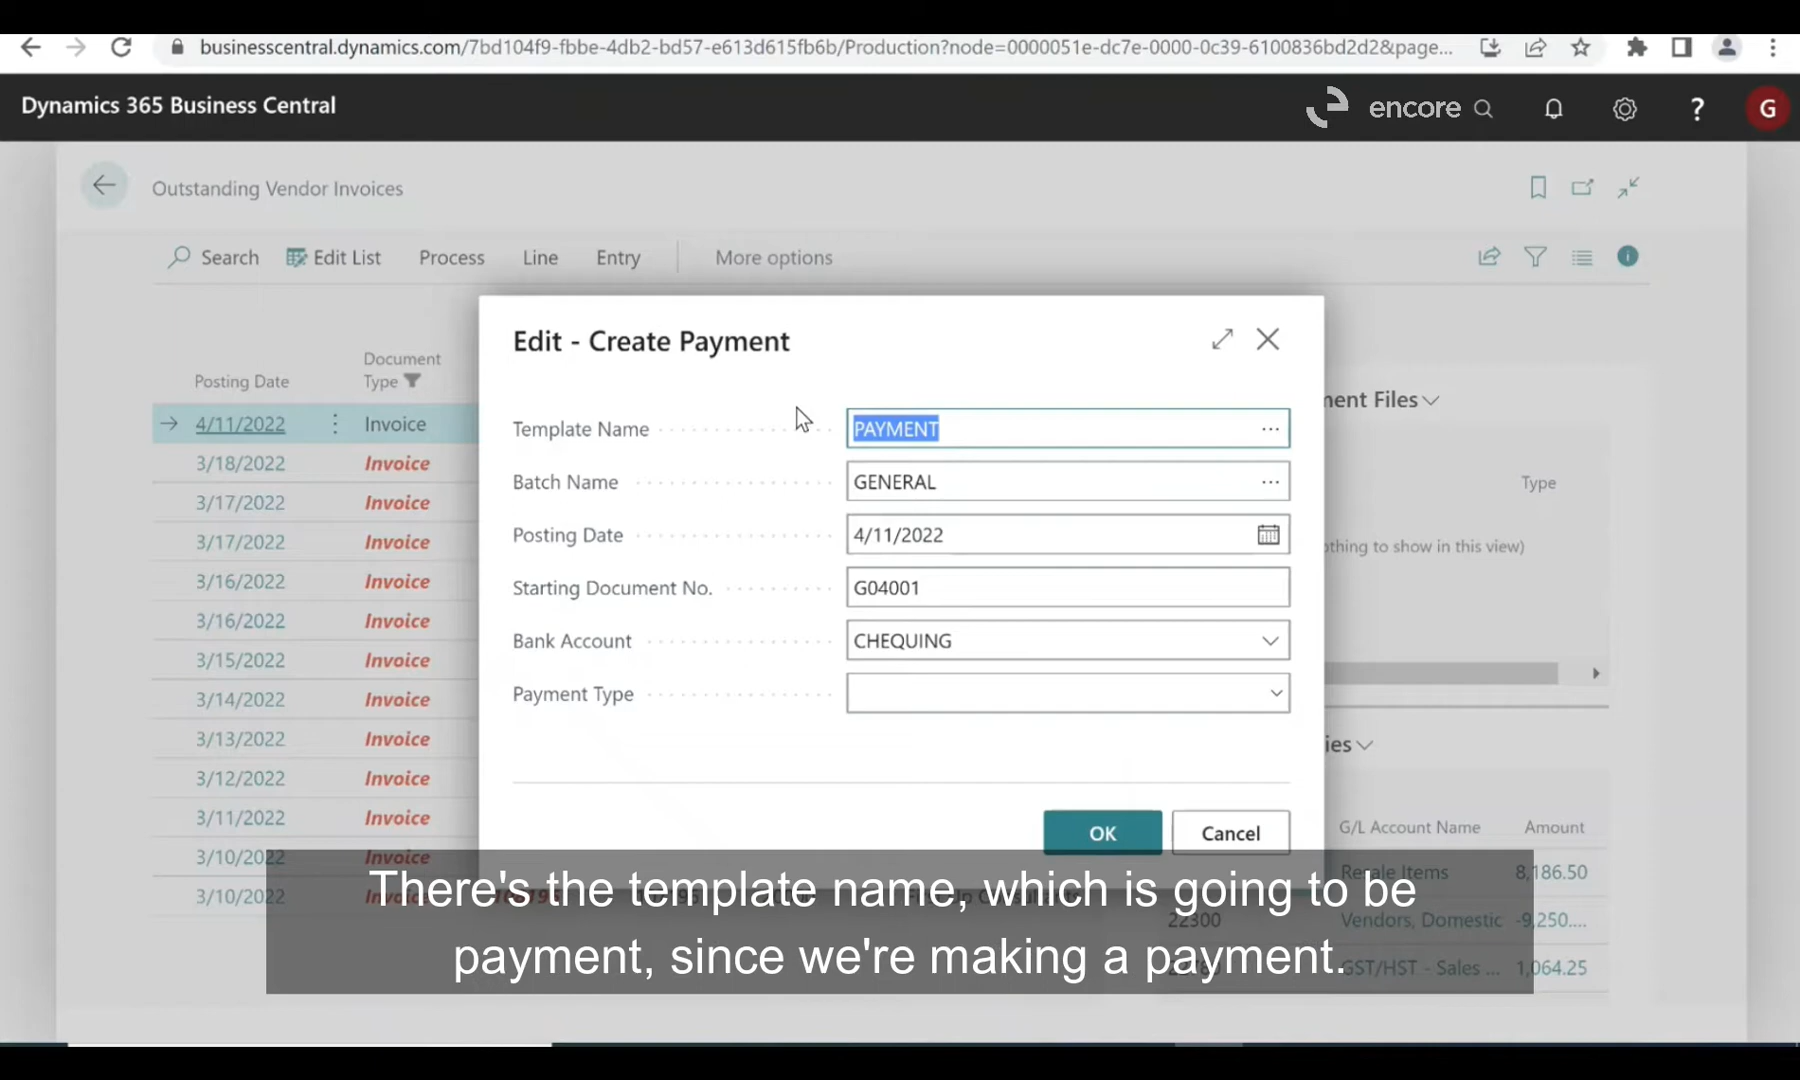 businesscentral.dynamics.com/7bd104f9-fbbe-4db2-bd57-e613d615fb6b/Production?node=0000051e-dc7e-0000-0c39-6100836bd2d2&page...
Dynamics 365 Business Central
encore
?
G
Outstanding Vendor Invoices
Search
Edit List
Process
Line
Entry
More options
Posting Date
Document
Type
4/11/2022 Invoice
3/18/2022 Invoice
3/17/2022 Invoice
3/17/2022 Invoice
3/16/2022 Invoice
3/16/2022 Invoice
3/15/2022 Invoice
3/14/2022 Invoice
3/13/2022 Invoice
3/12/2022 Invoice
3/11/2022 Invoice
3/10/2022 Invoice
3/10/2022
Edit - Create Payment
Template Name PAYMENT
Batch Name GENERAL
Posting Date 4/11/2022
Starting Document No. G04001
Bank Account CHEQUING
Payment Type
OK
Cancel
ent Files
Type
thing to show in this view)
ies
G/L Account Name Amount
Resale Items 8,186.50
22300 Vendors, Domestic -9,250....
GST/HST - Sales ... 1,064.25
There's the template name, which is going to be
payment, since we're making a payment.